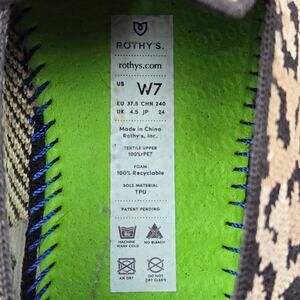 ROTHY'S.
rothys.com
US W7
EU 37.5 CHN 240
UK 4.5 JP 24
Made in China
Rothy's, Inc.
TEXTILE UPPER
100% rPET
FOAM
100% Recyclable
SOLE MATERIAL
TPU
PATENT PENDING
MACHINE WASH COLD
NO BLEACH
AIR DRY
DO NOT DRY CLEAN